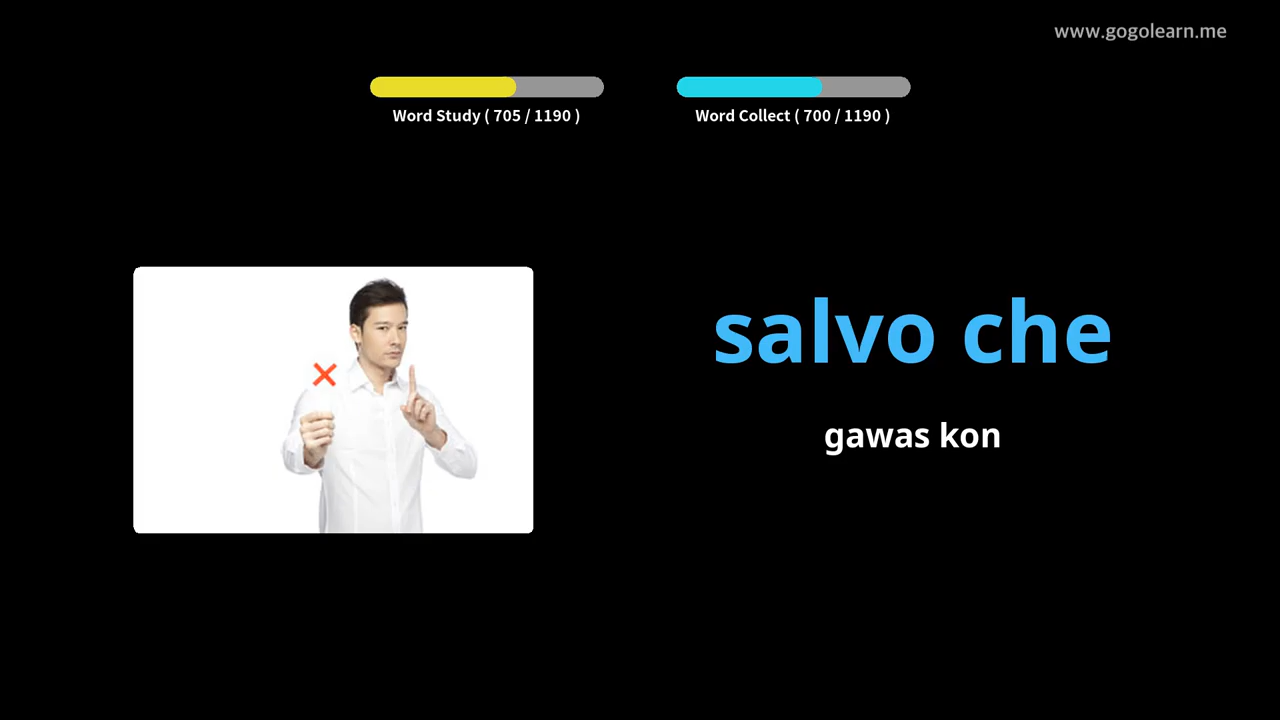 www.gogolearn.me
Word Study ( 705 / 1190 )
Word Collect ( 700 / 1190 )
salvo che
gawas kon